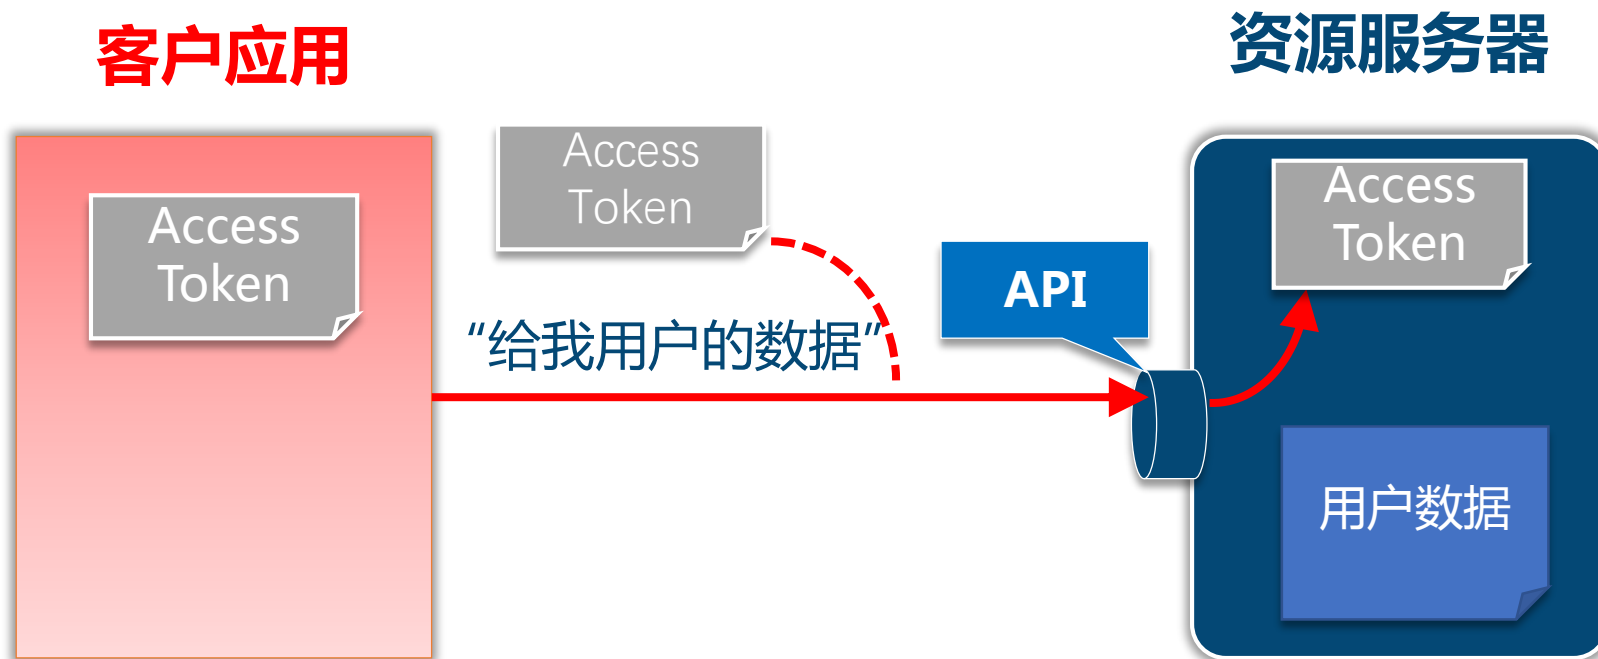 客户应用
资源服务器
Access
Token
Access
Token
API
Access
Token
“给我用户的数据”
用户数据